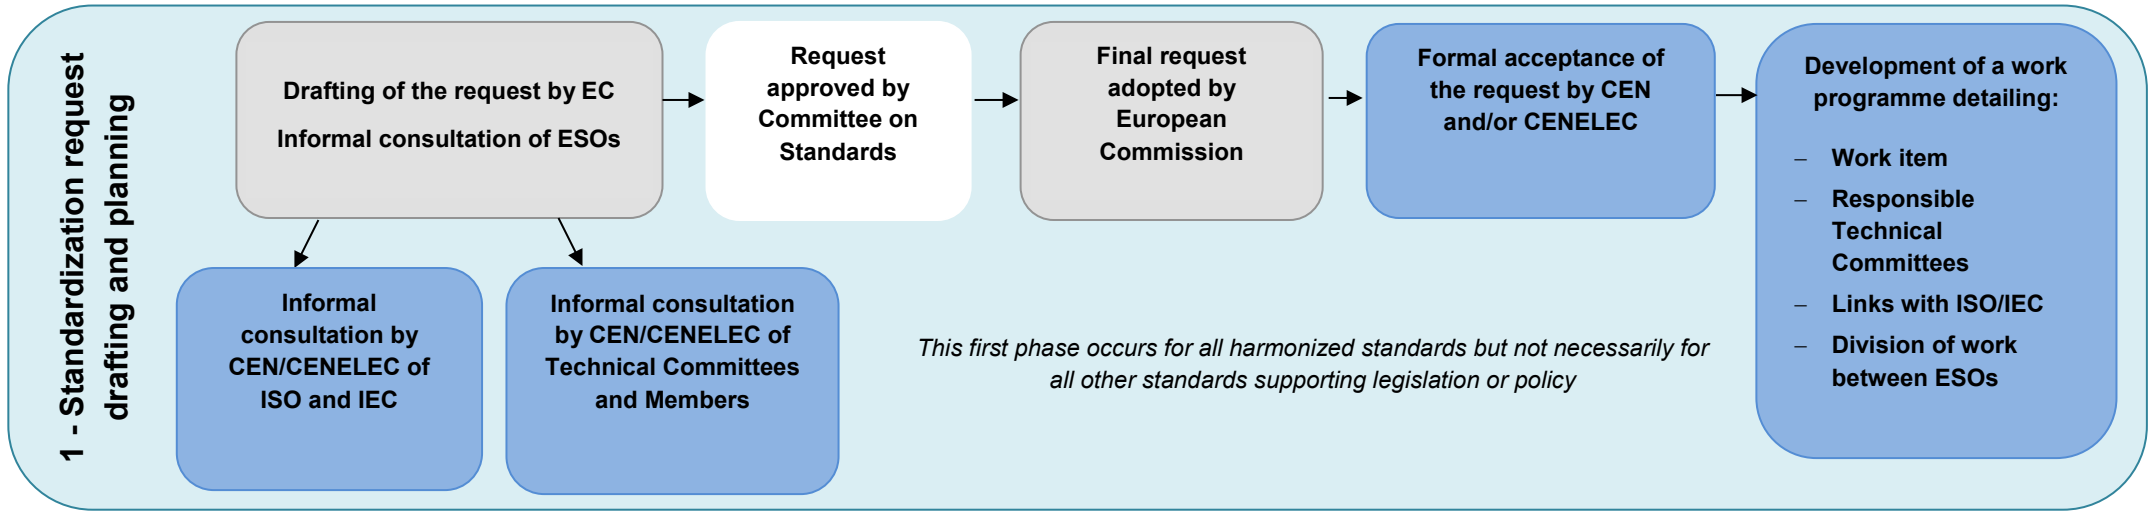 1 - Standardization request
drafting and planning
Drafting of the request by EC
Informal consultation of ESOs
Request
approved by
Committee on
Standards
Final request
adopted by
European
Commission
Formal acceptance of
the request by CEN
and/or CENELEC
Development of a work
programme detailing:
– Work item
– Responsible
Technical
Committees
– Links with ISO/IEC
– Division of work
between ESOs
Informal
consultation by
CEN/CENELEC of
ISO and IEC
Informal consultation
by CEN/CENELEC of
Technical Committees
and Members
This first phase occurs for all harmonized standards but not necessarily for
all other standards supporting legislation or policy